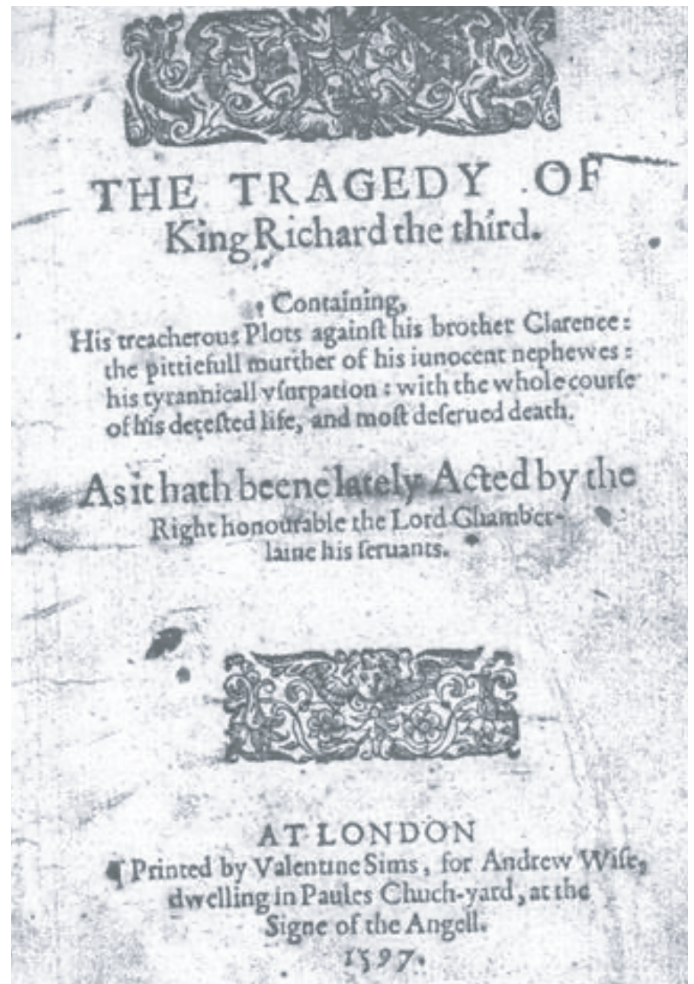 THE TRAGEDY OF
King Richard the third.
Containing,
His treacherous Plots againſt his brother Clarence:
the pittiefull murther of his iunocent nephewes:
his tyrannicall vſurpation: with the whole courſe
of his deteſted life, and moſt deſerued death.
As it hath beene lately Acted by the
Right honourable the Lord Chamber-
laine his ſeruants.
AT LONDON
¶ Printed by Valentine Sims, for Andrew Wiſe,
dwelling in Paules Chuch-yard, at the
Signe of the Angell.
1597.